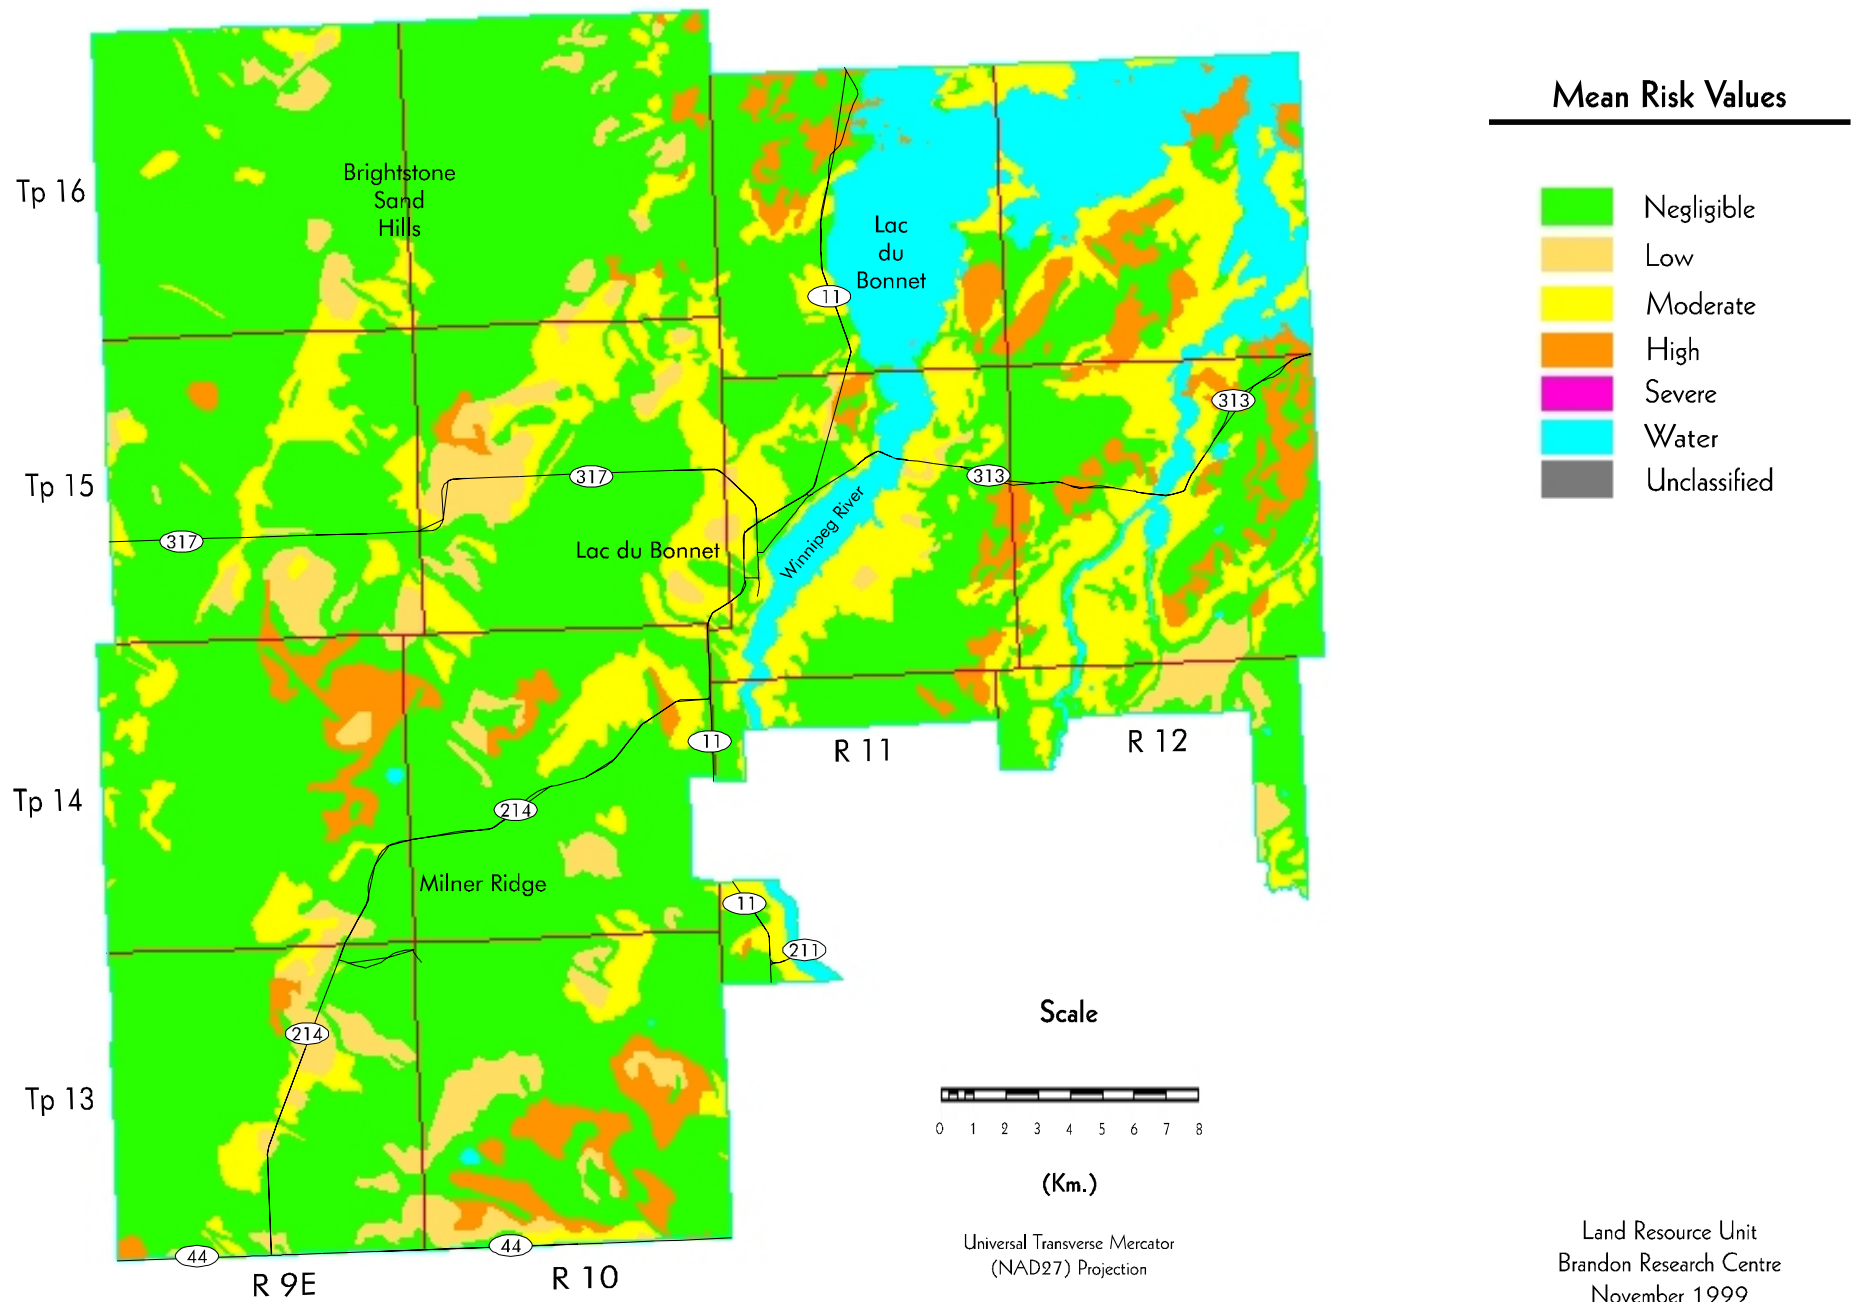 Mean Risk Values
Negligible
Low
Moderate
High
Severe
Water
Unclassified
Tp 16
Brightstone
Sand
Hills
Lac
du
Bonnet
11
313
Tp 15
317
313
317
Lac du Bonnet
Winnipeg River
11
R 11
R 12
Tp 14
214
Milner Ridge
11
211
214
Tp 13
44
44
R 9E
R 10
Scale
0 1 2 3 4 5 6 7 8
(Km.)
Universal Transverse Mercator
(NAD27) Projection
Land Resource Unit
Brandon Research Centre
November 1999